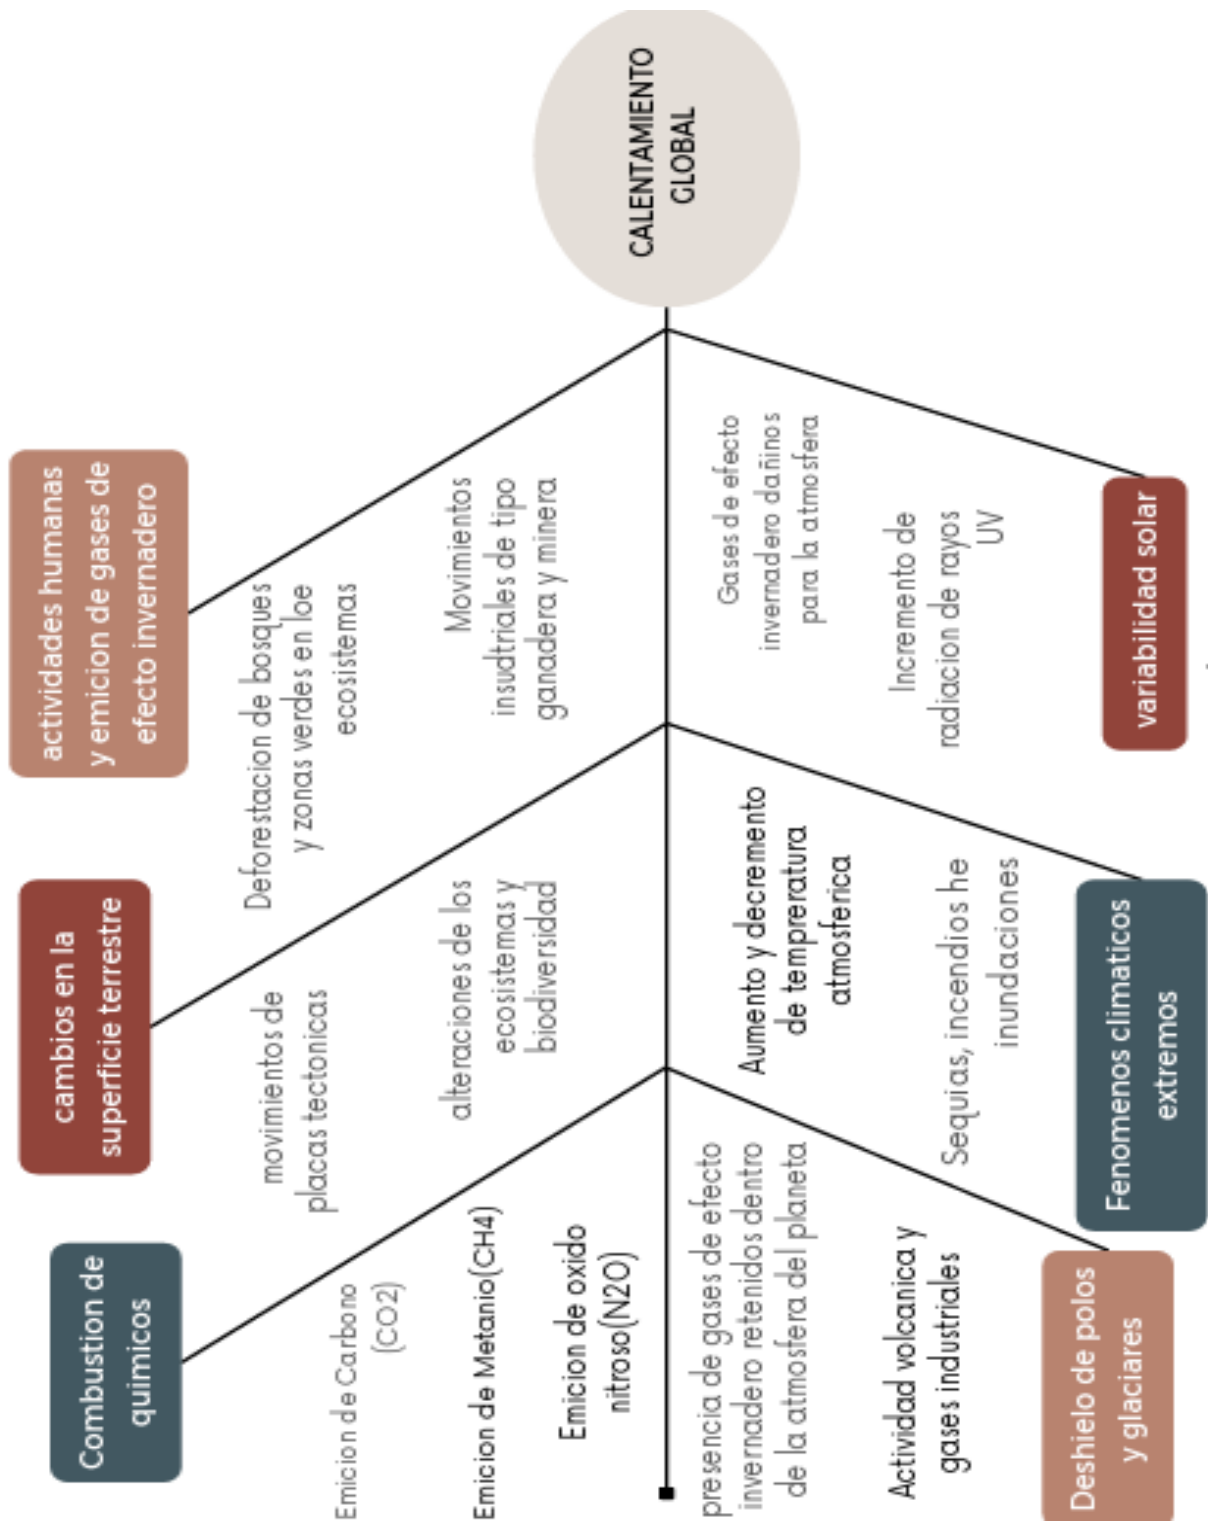 Combustion de
quimicos
cambios en la
superficie terrestre
actividades humanas
y emicion de gases de
efecto invernadero
Emicion de Carbono
(CO2)
Emicion de Metanio(CH4)
Emicion de oxido
nitroso(N2O)
movimientos de
placas tectonicas
alteraciones de los
ecosistemas y
biodiversidad
Deforestacion de bosques
y zonas verdes en loe
ecosistemas
Movimientos
insudtriales de tipo
ganadera y minera
CALENTAMIENTO
GLOBAL
presencia de gases de efecto
invernadero retenidos dentro
de la atmosfera del planeta
Actividad volcanica y
gases industriales
Aumento y decremento
de tempreratura
atmosferica
Sequias, incendios he
inundaciones
Gases de efecto
invernadero dañinos
para la atmosfera
Incremento de
radiacion de rayos
UV
Deshielo de polos
y glaciares
Fenomenos climaticos
extremos
variabilidad solar